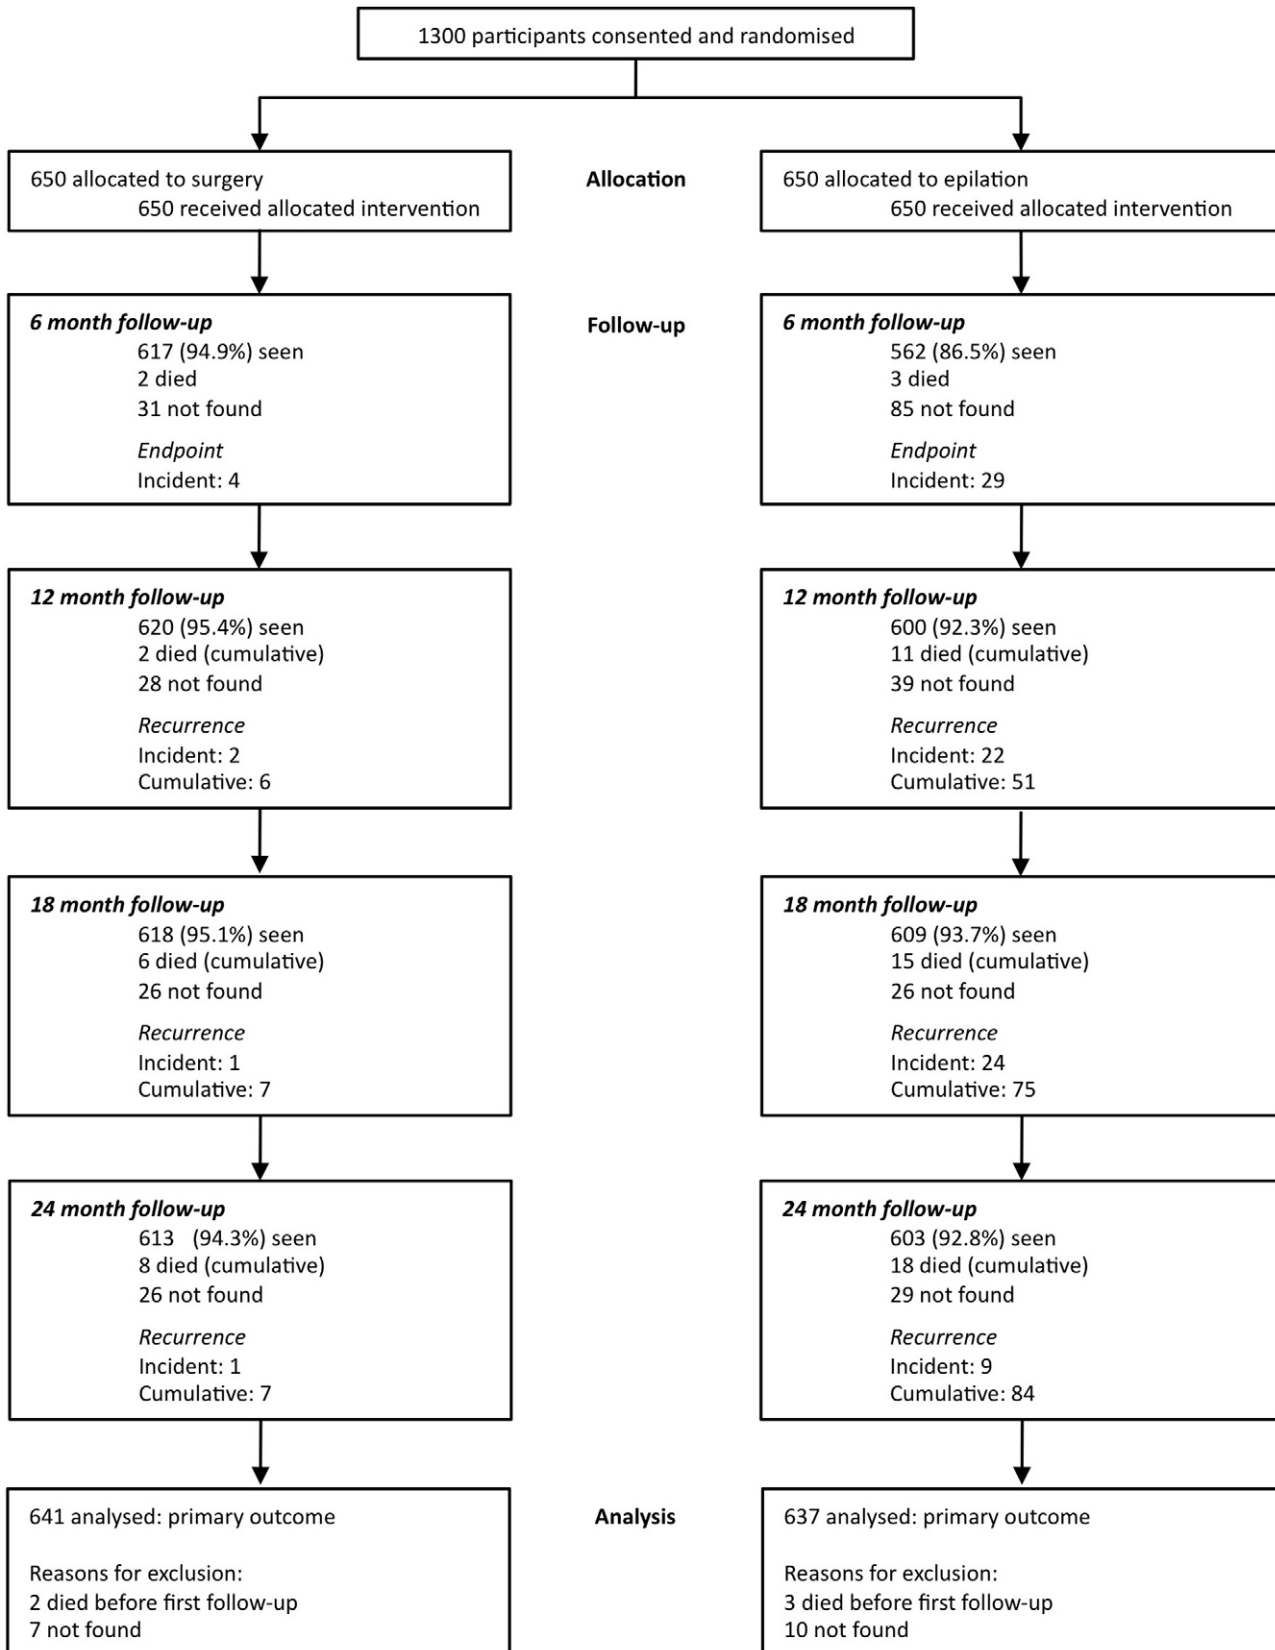 1300 participants consented and randomised
650 allocated to surgery
650 received allocated intervention
Allocation
650 allocated to epilation
650 received allocated intervention
6 month follow-up
617 (94.9%) seen
2 died
31 not found
Endpoint
Incident: 4
Follow-up
6 month follow-up
562 (86.5%) seen
3 died
85 not found
Endpoint
Incident: 29
12 month follow-up
620 (95.4%) seen
2 died (cumulative)
28 not found
Recurrence
Incident: 2
Cumulative: 6
12 month follow-up
600 (92.3%) seen
11 died (cumulative)
39 not found
Recurrence
Incident: 22
Cumulative: 51
18 month follow-up
618 (95.1%) seen
6 died (cumulative)
26 not found
Recurrence
Incident: 1
Cumulative: 7
18 month follow-up
609 (93.7%) seen
15 died (cumulative)
26 not found
Recurrence
Incident: 24
Cumulative: 75
24 month follow-up
613 (94.3%) seen
8 died (cumulative)
26 not found
Recurrence
Incident: 1
Cumulative: 7
24 month follow-up
603 (92.8%) seen
18 died (cumulative)
29 not found
Recurrence
Incident: 9
Cumulative: 84
641 analysed: primary outcome
Reasons for exclusion:
2 died before first follow-up
7 not found
Analysis
637 analysed: primary outcome
Reasons for exclusion:
3 died before first follow-up
10 not found